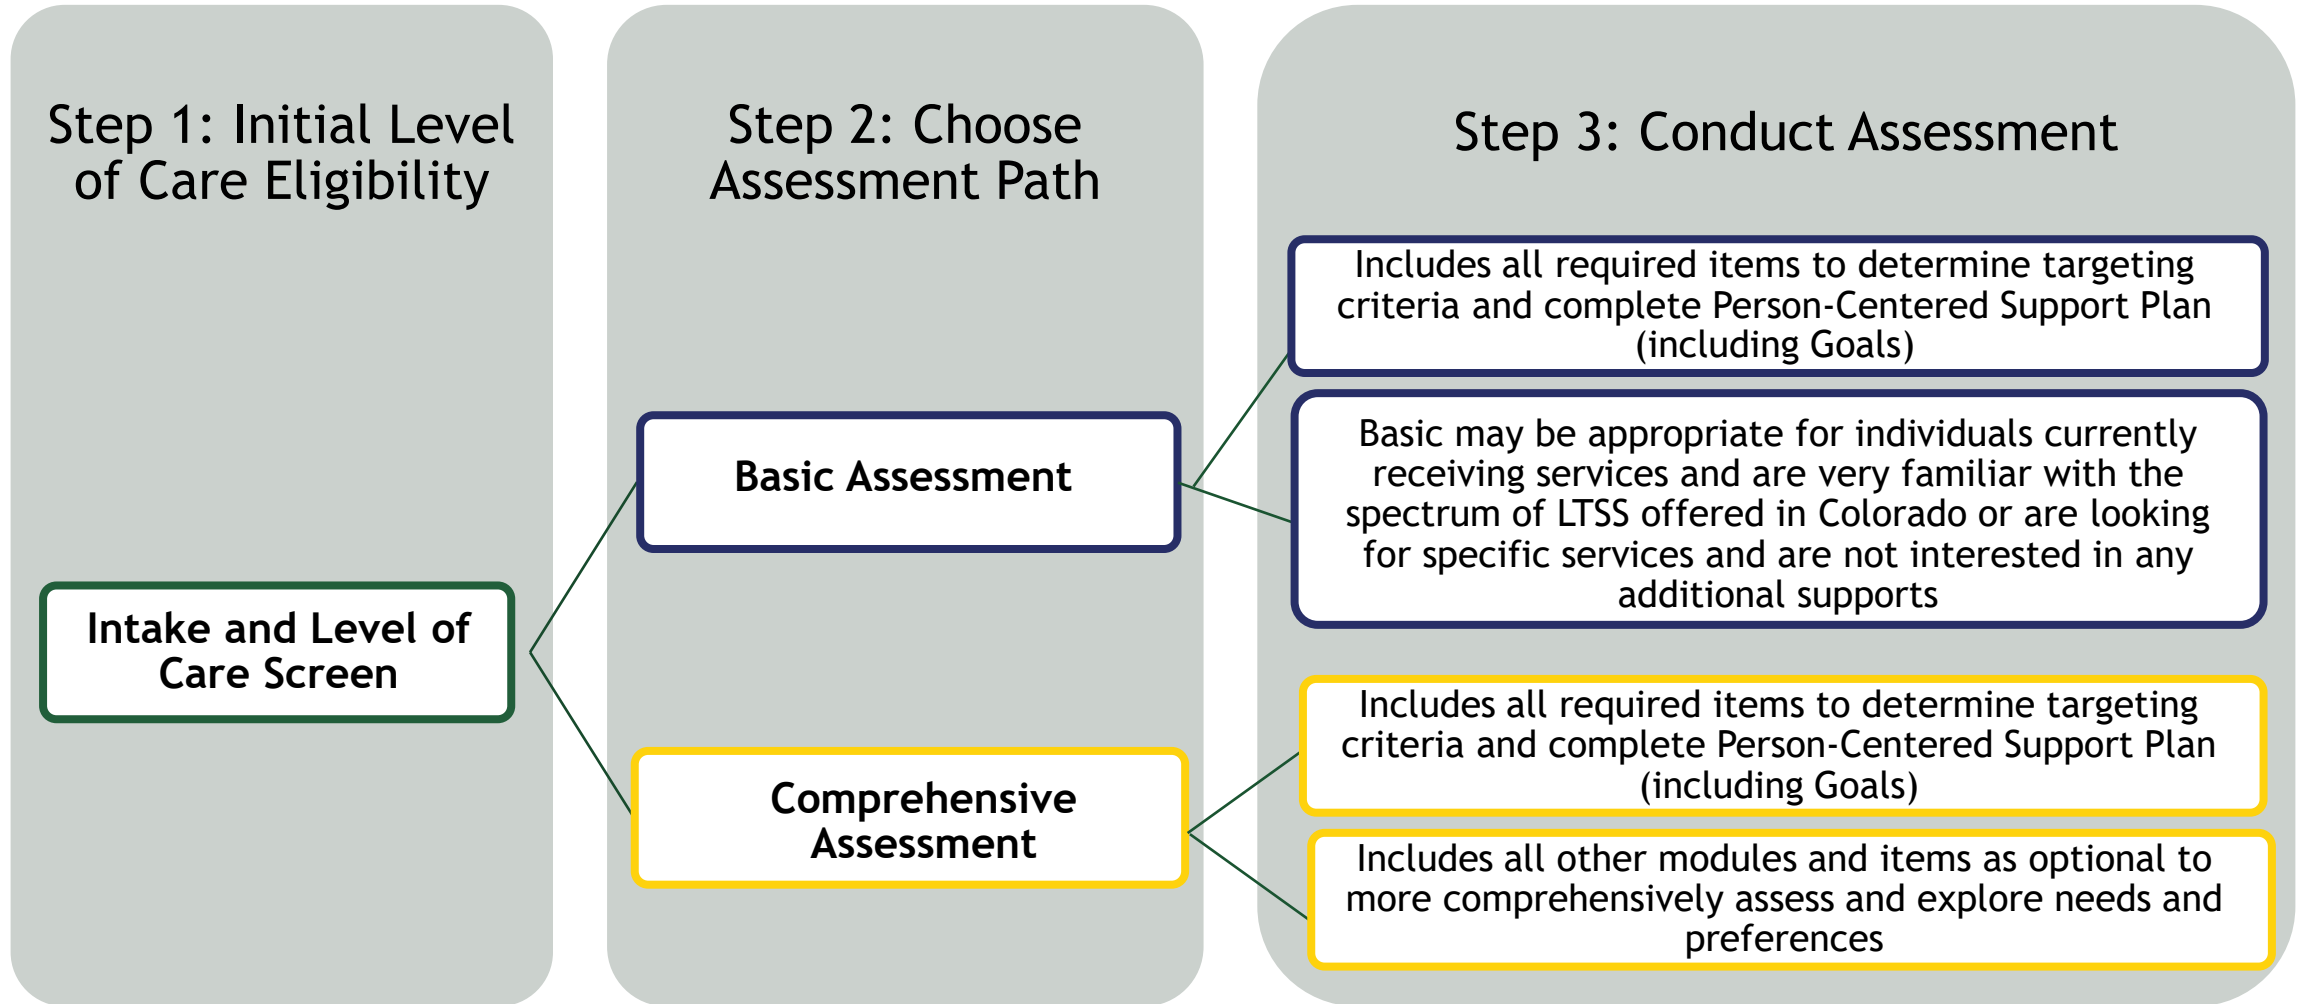 Step 1: Initial Level
of Care Eligibility
Intake and Level of
Care Screen
Step 2: Choose
Assessment Path
Basic Assessment
Comprehensive
Assessment
Step 3: Conduct Assessment
Includes all required items to determine targeting
criteria and complete Person-Centered Support Plan
(including Goals)
Basic may be appropriate for individuals currently
receiving services and are very familiar with the
spectrum of LTSS offered in Colorado or are looking
for specific services and are not interested in any
additional supports
Includes all required items to determine targeting
criteria and complete Person-Centered Support Plan
(including Goals)
Includes all other modules and items as optional to
more comprehensively assess and explore needs and
preferences